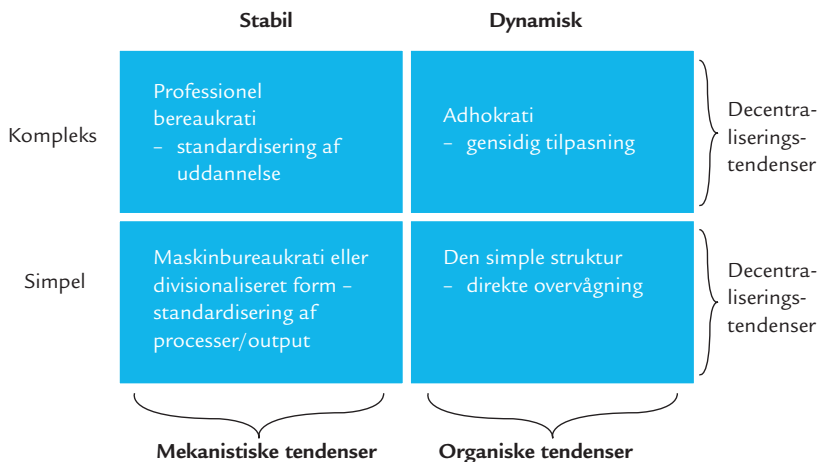 Stabil
Dynamisk
Kompleks
Professionel
bereaukrati
– standardisering af
uddannelse
Adhokrati
– gensidig tilpasning
Decentra-
liserings-
tendenser
Simpel
Maskinbureaukrati eller
divisionaliseret form –
standardisering af
processer/output
Den simple struktur
– direkte overvågning
Decentra-
liserings-
tendenser
Mekanistiske tendenser
Organiske tendenser